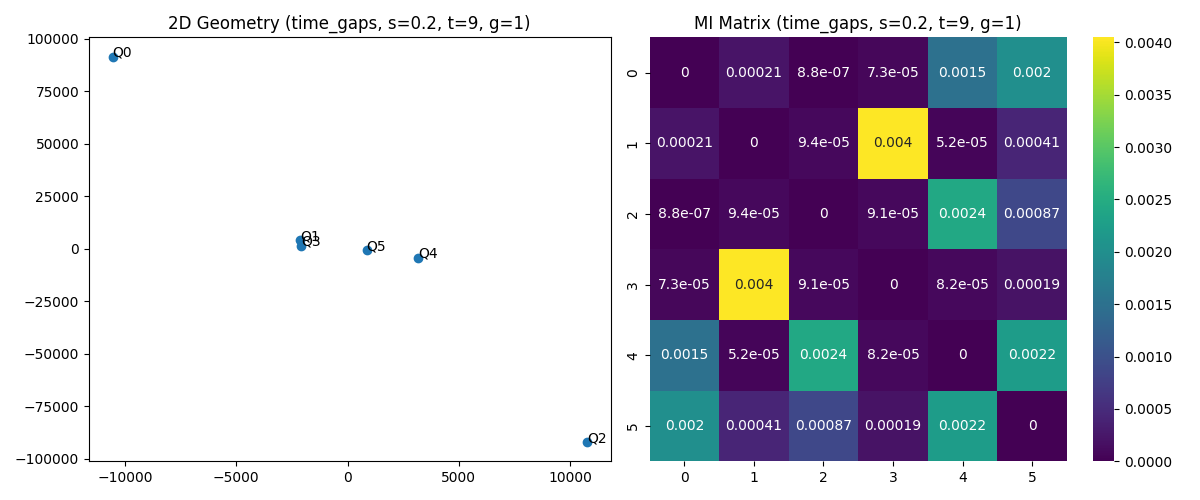 2D Geometry (time_gaps, s=0.2, t=9, g=1)
100000
75000
50000
25000
0
−25000
−50000
−75000
−100000
−10000 −5000 0 5000 10000
Q0
Q1
Q3
Q5
Q4
Q2
MI Matrix (time_gaps, s=0.2, t=9, g=1)
0 0 0.00021 8.8e-07 7.3e-05 0.0015 0.002
1 0.00021 0 9.4e-05 0.004 5.2e-05 0.00041
2 8.8e-07 9.4e-05 0 9.1e-05 0.0024 0.00087
3 7.3e-05 0.004 9.1e-05 0 8.2e-05 0.00019
4 0.0015 5.2e-05 0.0024 8.2e-05 0 0.0022
5 0.002 0.00041 0.00087 0.00019 0.0022 0
0 1 2 3 4 5
0.0040
0.0035
0.0030
0.0025
0.0020
0.0015
0.0010
0.0005
0.0000